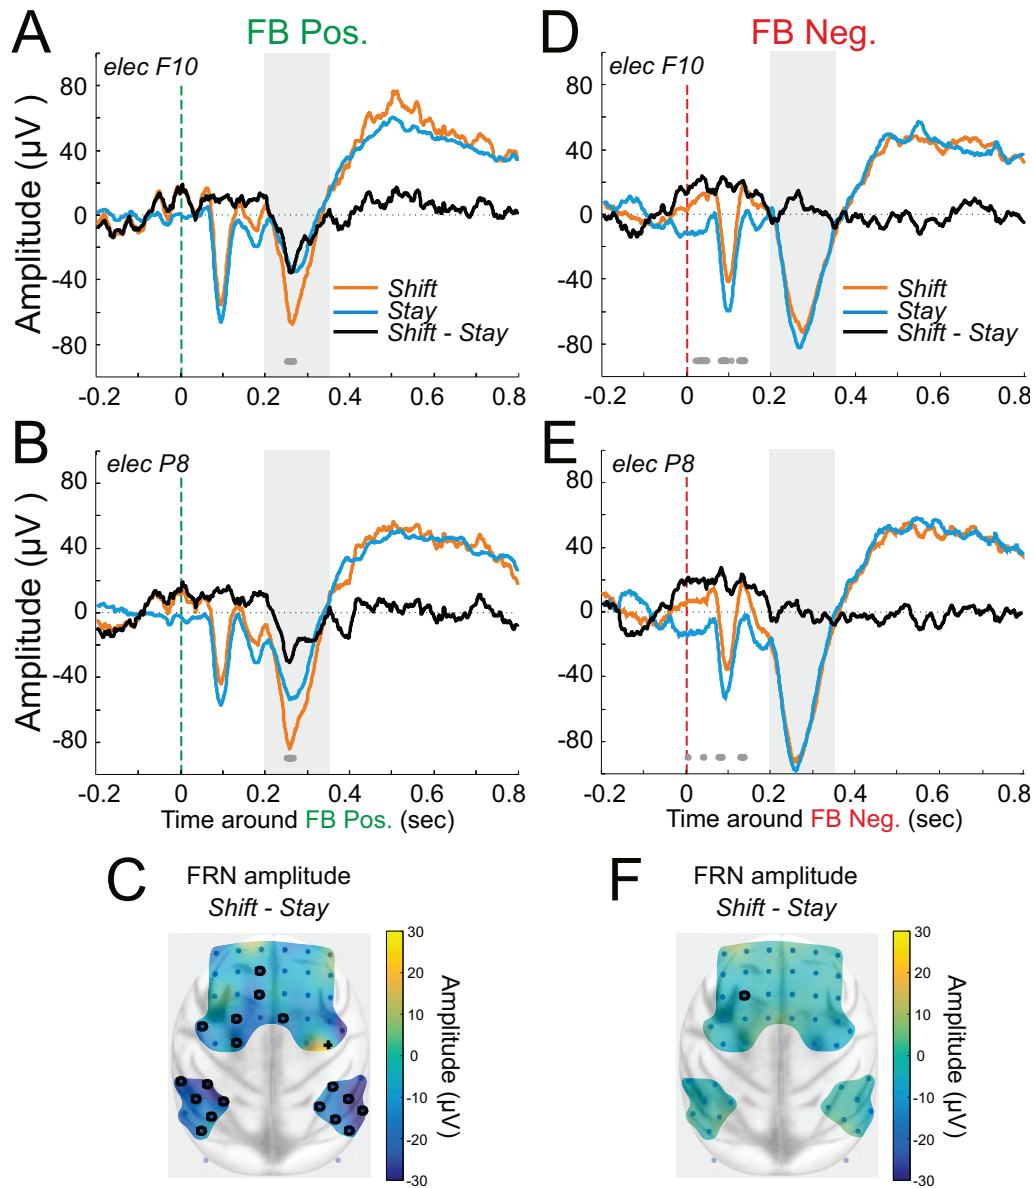 A
FB Pos.
elec F10
Amplitude (µV )
80
40
0
-40
-80
Shift
Stay
Shift - Stay
-0.2 0 0.2 0.4 0.6 0.8
D
FB Neg.
elec F10
Amplitude (µV )
80
40
0
-40
-80
Shift
Stay
Shift - Stay
-0.2 0 0.2 0.4 0.6 0.8
B
elec P8
Amplitude (µV )
80
40
0
-40
-80
-0.2 0 0.2 0.4 0.6 0.8
Time around FB Pos. (sec)
E
elec P8
80
40
0
-40
-80
-0.2 0 0.2 0.4 0.6 0.8
Time around FB Neg. (sec)
C
FRN amplitude
Shift - Stay
30
20
10
0
-10
-20
-30
Amplitude (µV)
F
FRN amplitude
Shift - Stay
30
20
10
0
-10
-20
-30
Amplitude (µV)